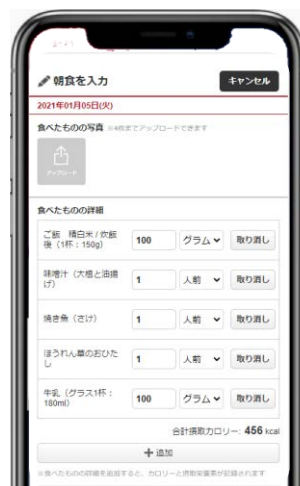 朝食を入力
キャンセル
2021年01月05日(火)
食べたものの写真 ※4枚までアップロードできます
アップロード
食べたものの詳細
ご飯 精白米/炊飯
後（1杯：150g）
100 グラム 取り消し
味噌汁（大根と油揚
げ）
1 人前 取り消し
焼き魚（さけ）
1 人前 取り消し
ほうれん草のおひた
し
1 人前 取り消し
牛乳（グラス1杯：
180ml）
100 グラム 取り消し
合計摂取カロリー: 456 kcal
＋追加
※食べたものの詳細を追加すると、カロリーと摂取栄養素が記録されます